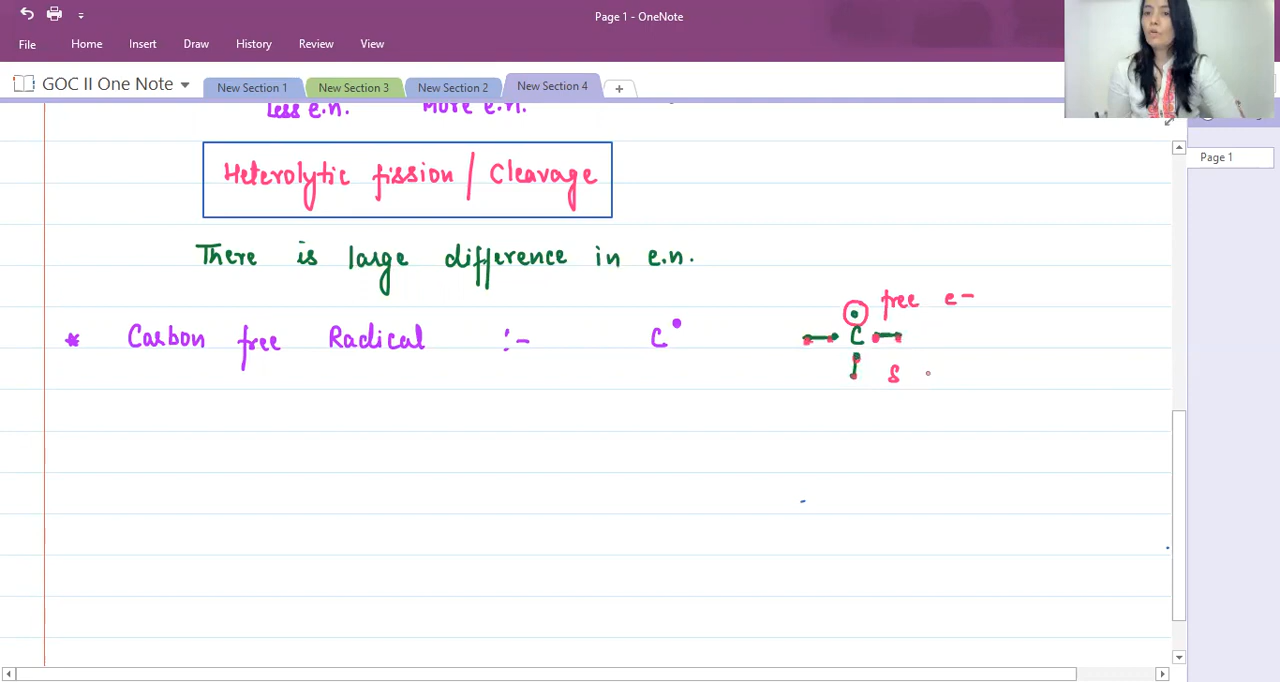 Page 1 - OneNote
File Home Insert Draw History Review View
GOC II One Note New Section 1 New Section 3 New Section 2 New Section 4 +
Page 1
Less e.n. More e.n.
Heterolytic fission / Cleavage
There is large difference in e.n.
* Carbon free Radical :- C• •C free e-
S